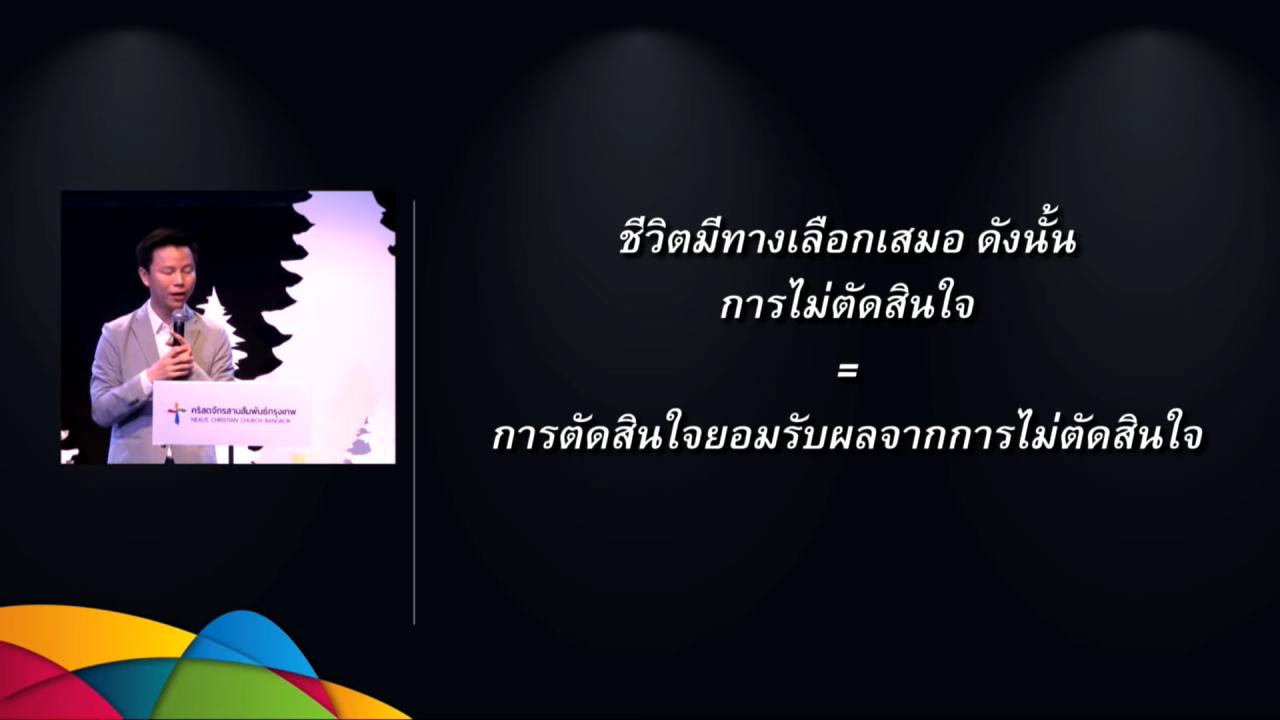 ชีวิตมีทางเลือกเสมอ ดังนั้น
การไม่ตัดสินใจ
=
การตัดสินใจยอมรับผลจากการไม่ตัดสินใจ
คริสตจักรสานสัมพันธ์กรุงเทพ
NEXUS CHRISTIAN CHURCH BANGKOK